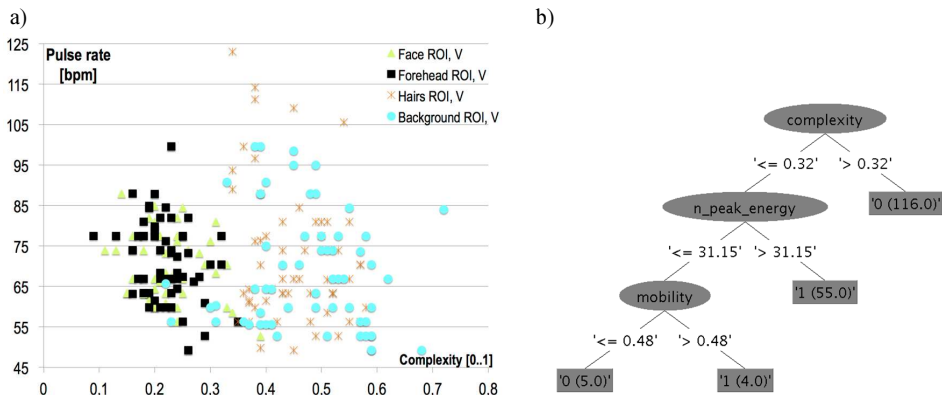 a)
Pulse rate
[bpm]
125
115
105
95
85
75
65
55
45
0
0.1
0.2
0.3
0.4
0.5
0.6
0.7
0.8
Complexity [0..1]
Face ROI, V
Forehead ROI, V
Hairs ROI, V
Background ROI, V
b)
complexity
'<= 0.32' '> 0.32'
n_peak_energy '0 (116.0)'
'<= 31.15' '> 31.15'
mobility '1 (55.0)'
'<= 0.48' '> 0.48'
'0 (5.0)' '1 (4.0)'